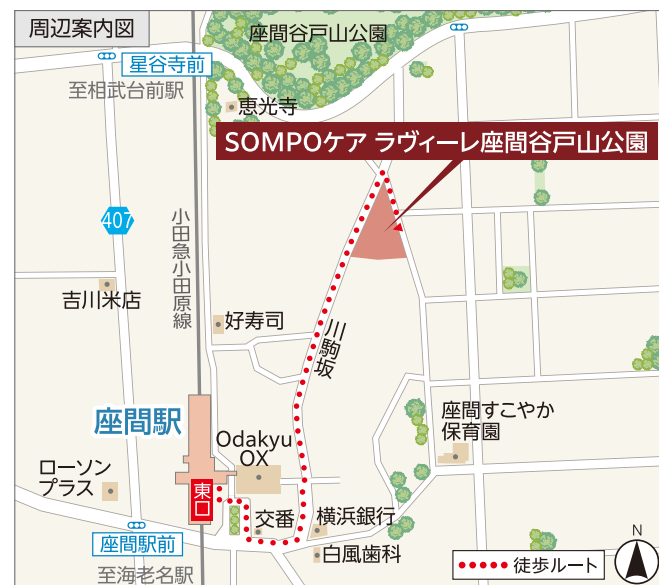 周辺案内図
座間谷戸山公園
星谷寺前
至相武台前駅
恵光寺
SOMPOケア ラヴィーレ座間谷戸山公園
407
小田急小田原線
吉川米店
好寿司
川駒坂
座間駅
Odakyu
OX
座間すこやか
保育園
ローソン
プラス
東口
交番
横浜銀行
座間駅前
白風歯科
至海老名駅
徒歩ルート
N